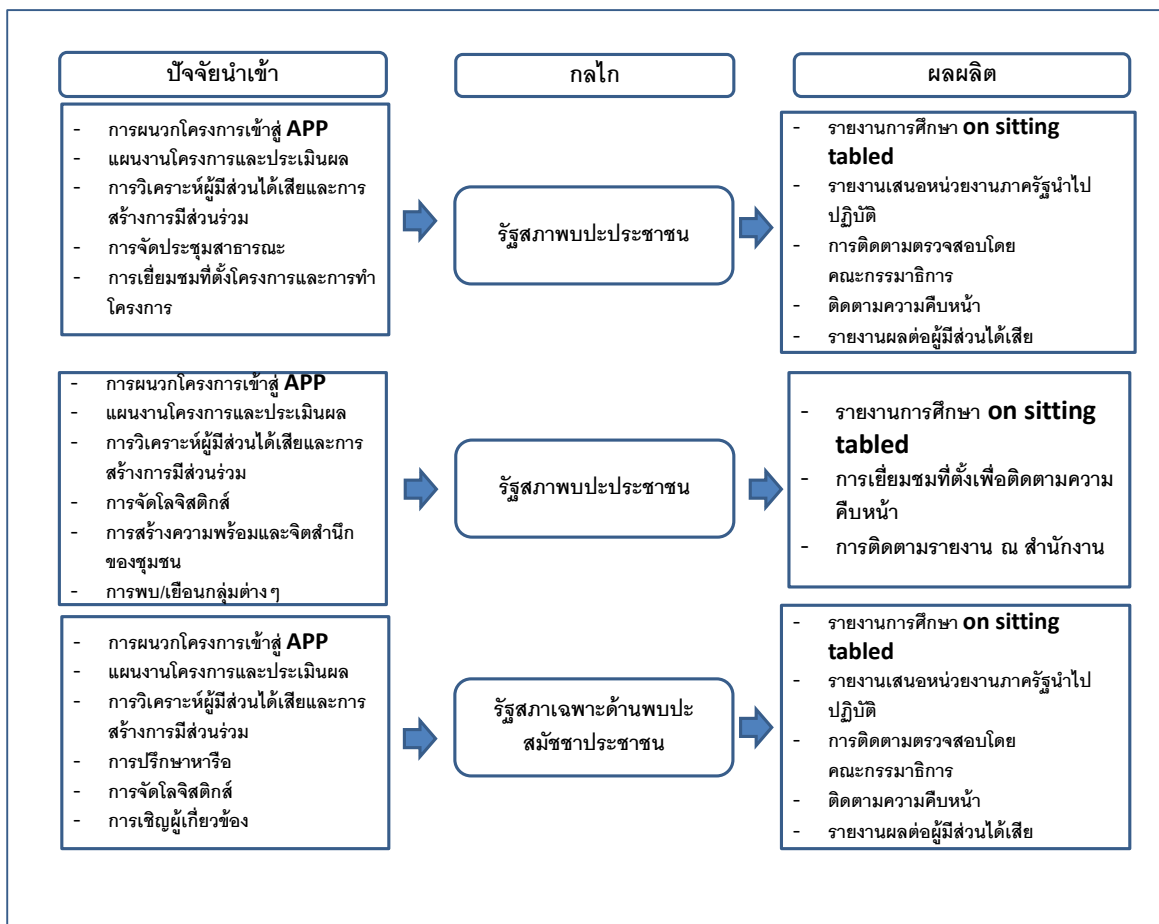 ปัจจัยนำเข้า
กลไก
ผลผลิต
- การผนวกโครงการเข้าสู่ APP
- แผนงานโครงการและประเมินผล
- การวิเคราะห์ผู้มีส่วนได้เสียและการ
สร้างการมีส่วนร่วม
- การจัดประชุมสาธารณะ
- การเยี่ยมชมที่ตั้งโครงการและการทำ
โครงการ
รัฐสภาพบปะประชาชน
- รายงานการศึกษา on sitting
tabled
- รายงานเสนอหน่วยงานภาครัฐนำไป
ปฏิบัติ
- การติดตามตรวจสอบโดย
คณะกรรมาธิการ
- ติดตามความคืบหน้า
- รายงานผลต่อผู้มีส่วนได้เสีย
- การผนวกโครงการเข้าสู่ APP
- แผนงานโครงการและประเมินผล
- การวิเคราะห์ผู้มีส่วนได้เสียและการ
สร้างการมีส่วนร่วม
- การจัดโลจิสติกส์
- การสร้างความพร้อมและจิตสำนึก
ของชุมชน
- การพบ/เยือนกลุ่มต่างๆ
รัฐสภาพบปะประชาชน
- รายงานการศึกษา on sitting
tabled
- การเยี่ยมชมที่ตั้งเพื่อติดตามความ
คืบหน้า
- การติดตามรายงาน ณ สำนักงาน
- การผนวกโครงการเข้าสู่ APP
- แผนงานโครงการและประเมินผล
- การวิเคราะห์ผู้มีส่วนได้เสียและการ
สร้างการมีส่วนร่วม
- การปรึกษาหารือ
- การจัดโลจิสติกส์
- การเชิญผู้เกี่ยวข้อง
รัฐสภาเฉพาะด้านพบปะ
สมัชชาประชาชน
- รายงานการศึกษา on sitting
tabled
- รายงานเสนอหน่วยงานภาครัฐนำไป
ปฏิบัติ
- การติดตามตรวจสอบโดย
คณะกรรมาธิการ
- ติดตามความคืบหน้า
- รายงานผลต่อผู้มีส่วนได้เสีย